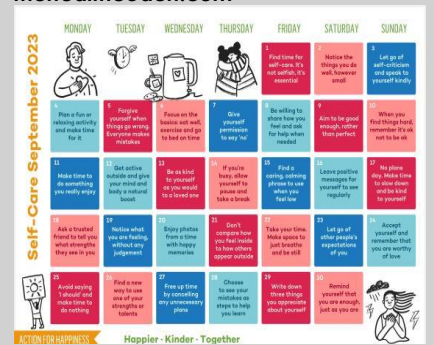 MONDAY TUESDAY WEDNESDAY THURSDAY FRIDAY SATURDAY SUNDAY
Self-Care September 2023
1
Find time for
self-care. It's
not selfish, it's
essential
2
Notice the
things you do
well, however
small
3
Let go of
self-criticism
and speak to
yourself kindly
4
Plan a fun or
relaxing activity
and make time
for it
5
Forgive
yourself when
things go wrong.
Everyone makes
mistakes
6
Focus on the
basics: eat well,
exercise and
go to bed on time
7
Give
yourself
permission
to say 'no'
8
Be willing to
share how you
feel and ask
for help when
needed
9
Aim to be good
enough, rather
than perfect
10
When you
find things hard,
remember it's ok
not to be ok
11
Make time to
do something
you really enjoy
12
Get active
outside and give
your mind and
body a natural
boost
13
Be as kind
to yourself
as you would
to a loved one
14
If you're
busy, allow
yourself to
pause and
take a break
15
Find a
caring, calming
phrase to use
when you
feel low
16
Leave positive
messages for
yourself to see
regularly
17
No plans
day. Make time
to slow down
and be kind
to yourself
18
Ask a trusted
friend to tell you
what strengths
they see in you
19
Notice what
you are feeling,
without any
judgement
20
Enjoy photos
from a time
with happy
memories
21
Don't
compare how
you feel inside
to how others
appear outside
22
Take your time.
Make space to
just breathe
and be still
23
Let go of
other people's
expectations
of you
24
Accept
yourself and
remember that
you are worthy
of love
25
Avoid saying
'I should' and
make time to
do nothing
26
Find a new
way to use
one of your
strengths or
talents
27
Free up time
by cancelling
any unnecessary
plans
28
Choose
to see your
mistakes as
steps to help
you learn
29
Write down
three things
you appreciate
about yourself
30
Remind
yourself that
you are enough,
just as you are
ACTION FOR HAPPINESS
Happier · Kinder · Together